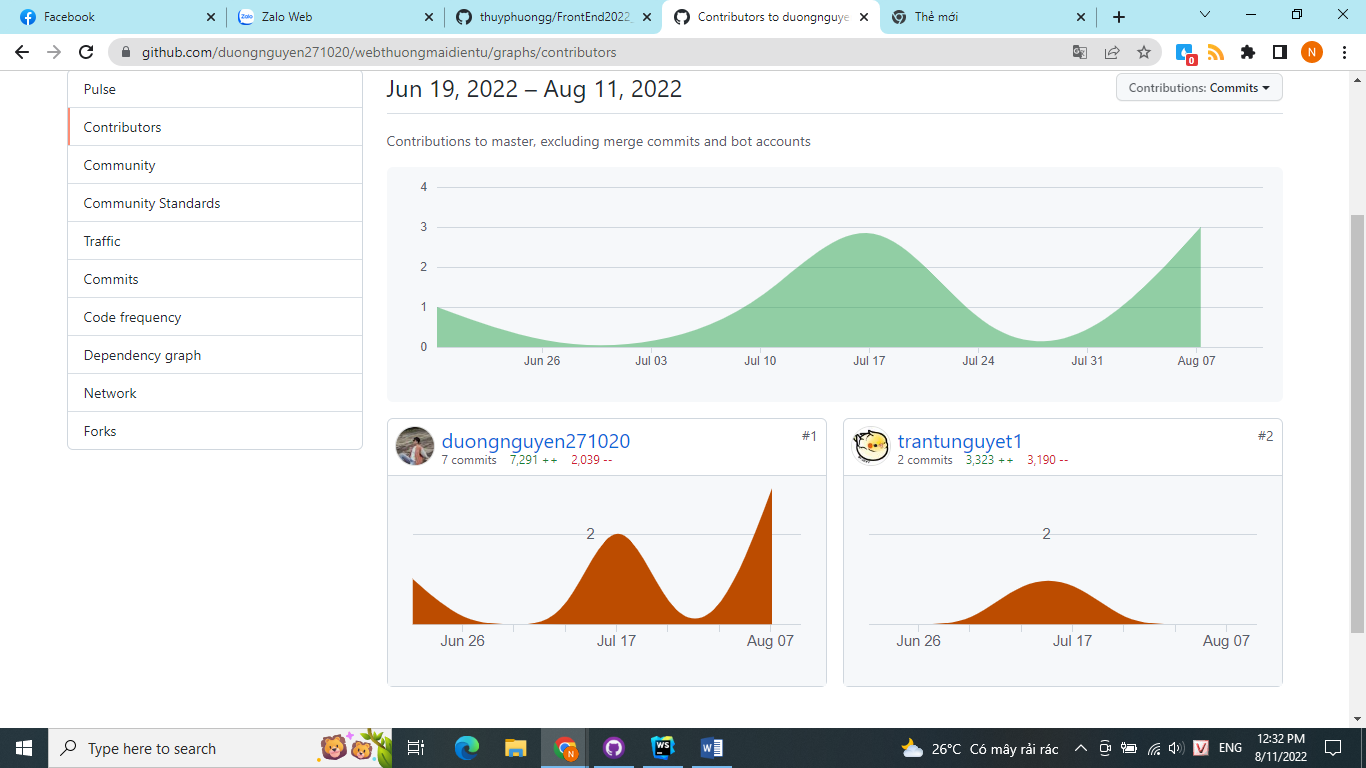 Facebook
Zalo Web
thuyphuongg/FrontEnd2022_
Contributors to duongnguye
Thẻ mới
github.com/duongnguyen271020/webthuongmaidientu/graphs/contributors
0
N
Pulse
Contributors
Community
Community Standards
Traffic
Commits
Code frequency
Dependency graph
Network
Forks
Jun 19, 2022 – Aug 11, 2022
Contributions: Commits
Contributions to master, excluding merge commits and bot accounts
4
3
2
1
0
Jun 26 Jul 03 Jul 10 Jul 17 Jul 24 Jul 31 Aug 07
duongnguyen271020
#1
7 commits 7,291 ++ 2,039 --
2
Jun 26 Jul 17 Aug 07
trantunguyet1
#2
2 commits 3,323 ++ 3,190 --
2
Jun 26 Jul 17 Aug 07
Type here to search
N
WS
W
26°C Có mây rải rác
V
ENG
12:32 PM
8/11/2022